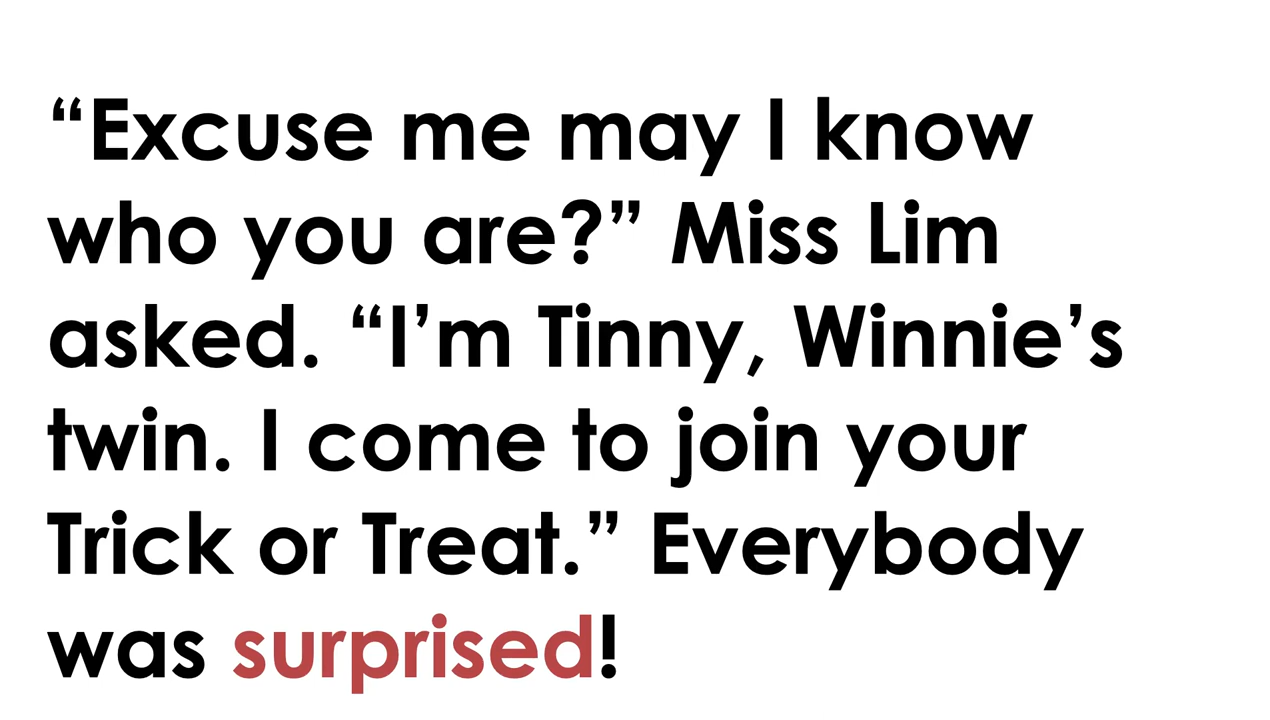 “Excuse me may I know
who you are?” Miss Lim
asked. “I’m Tinny, Winnie’s
twin. I come to join your
Trick or Treat.” Everybody
was surprised!